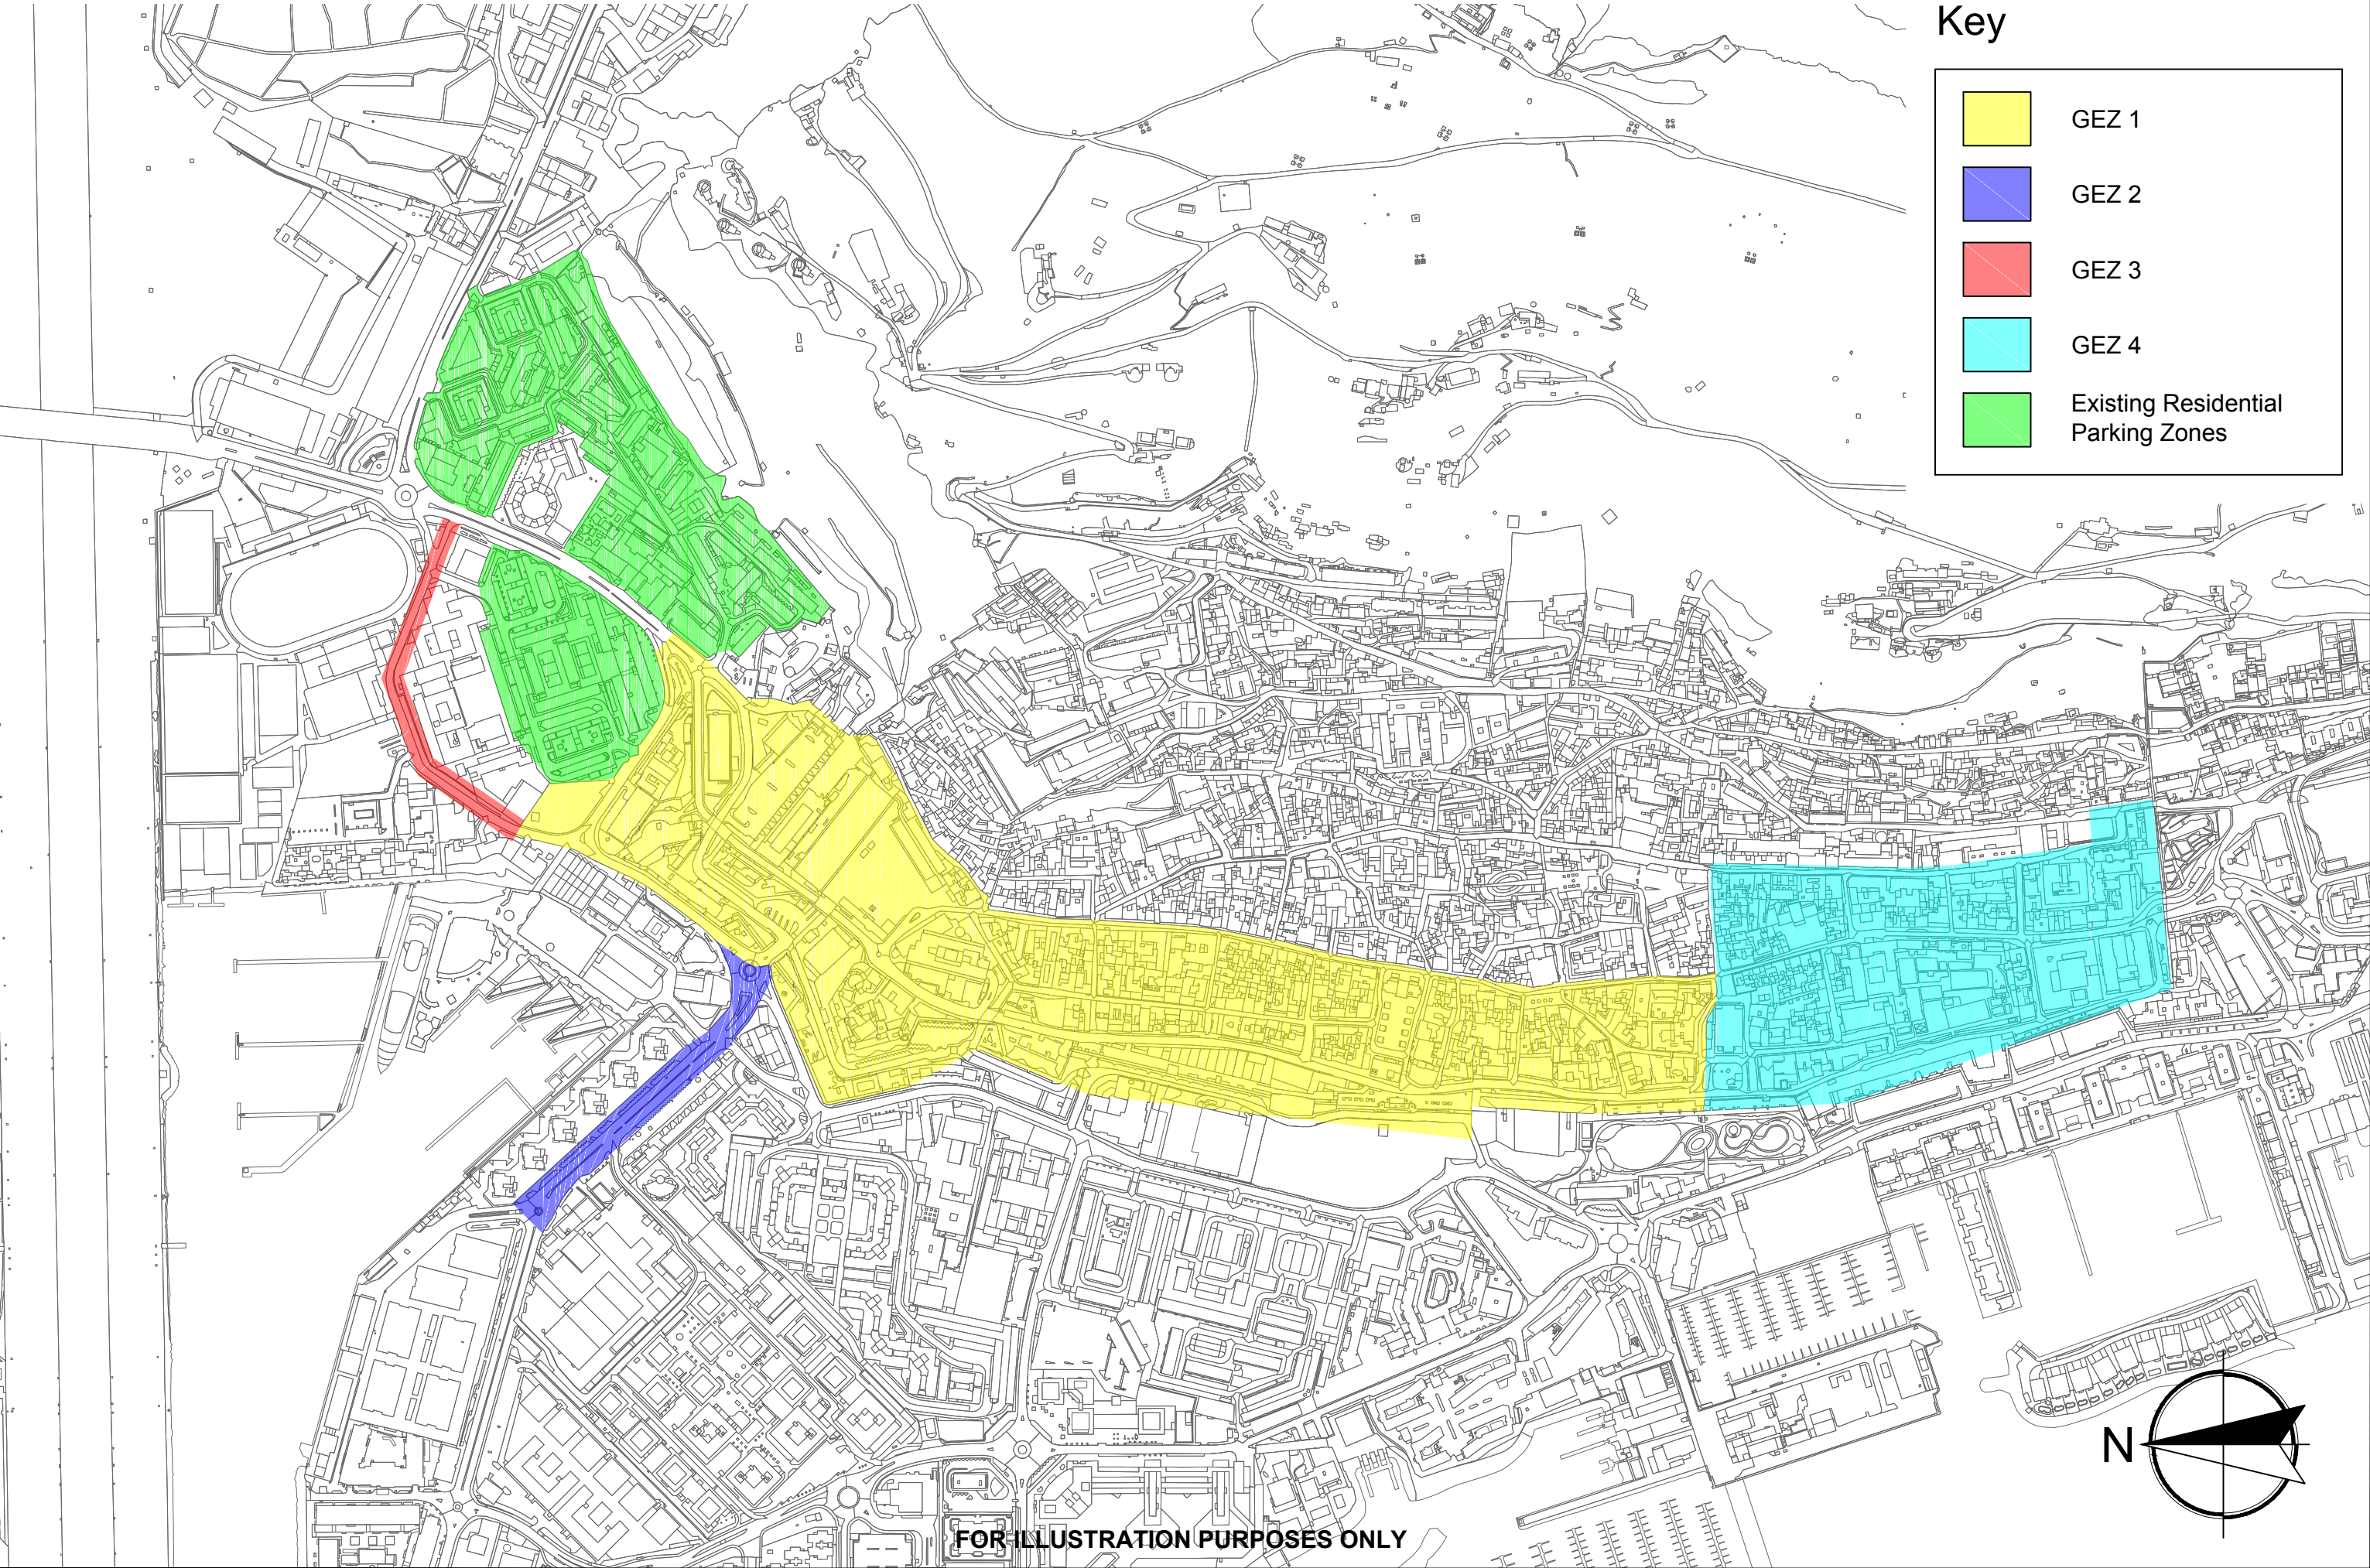 Key
GEZ 1
GEZ 2
GEZ 3
GEZ 4
Existing Residential
Parking Zones
N
FOR ILLUSTRATION PURPOSES ONLY